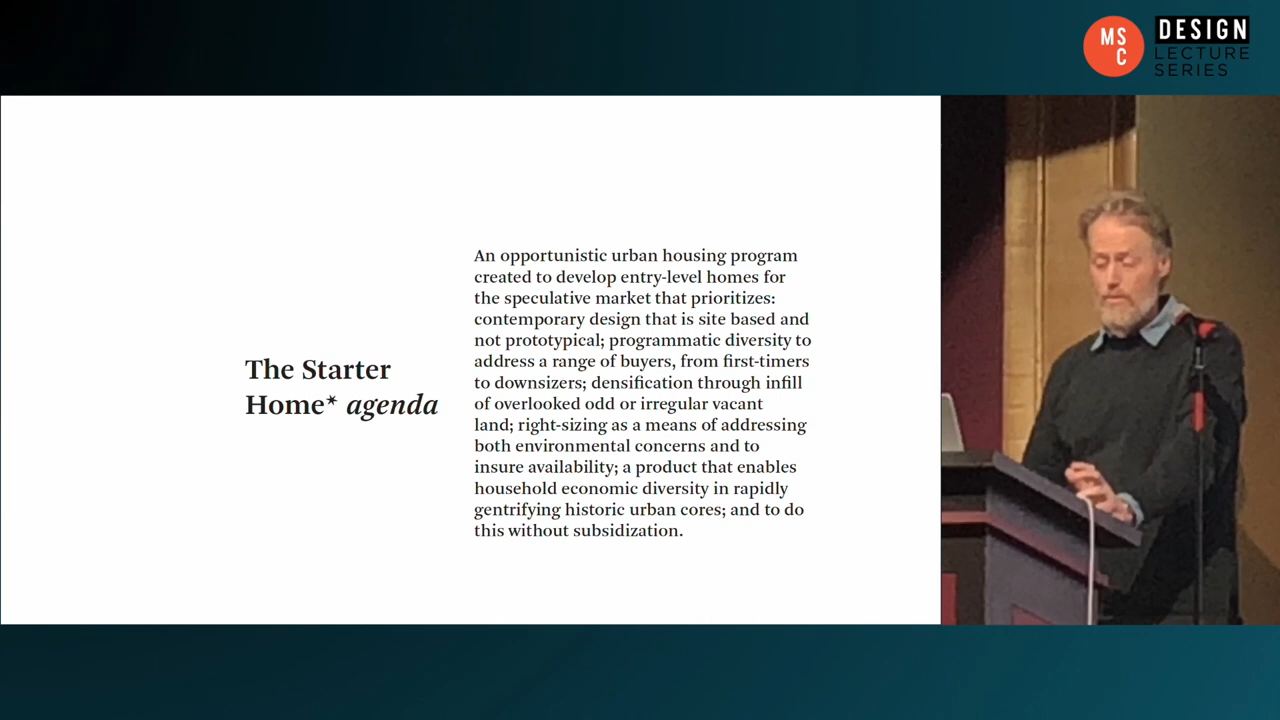 MS
C
DESIGN
LECTURE
SERIES
The Starter
Home* agenda
An opportunistic urban housing program
created to develop entry-level homes for
the speculative market that prioritizes:
contemporary design that is site based and
not prototypical; programmatic diversity to
address a range of buyers, from first-timers
to downsizers; densification through infill
of overlooked odd or irregular vacant
land; right-sizing as a means of addressing
both environmental concerns and to
insure availability; a product that enables
household economic diversity in rapidly
gentrifying historic urban cores; and to do
this without subsidization.